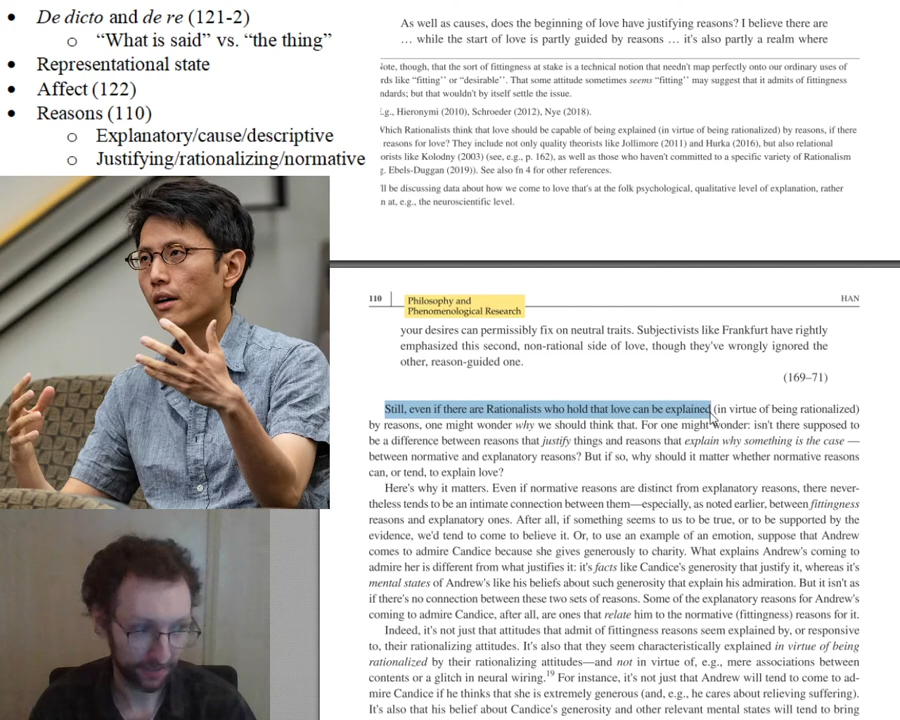 De dicto and de re (121-2)
“What is said” vs. “the thing”
Representational state
Affect (122)
Reasons (110)
Explanatory/cause/descriptive
Justifying/rationalizing/normative
As well as causes, does the beginning of love have justifying reasons? I believe there are
… while the start of love is partly guided by reasons … it's also partly a realm where
ote, though, that the sort of fittingness at stake is a technical notion that needn't map perfectly onto our ordinary uses of
rds like “fitting” or “desirable”. That some attitude sometimes seems “fitting” may suggest that it admits of fittingness
ndards; but that wouldn't by itself settle the issue.
.g., Hieronymi (2010), Schroeder (2012), Nye (2018).
Which Rationalists think that love should be capable of being explained (in virtue of being rationalized) by reasons, if there
reasons for love? They include not only quality theorists like Jollimore (2011) and Hurka (2016), but also relational
orists like Kolodny (2003) (see, e.g., p. 162), as well as those who haven't committed to a specific variety of Rationalism
g. Ebels-Duggan (2019)). See also fn 4 for other references.
'll be discussing data about how we come to love that's at the folk psychological, qualitative level of explanation, rather
n at, e.g., the neuroscientific level.
110
Philosophy and
Phenomenological Research
HAN
your desires can permissibly fix on neutral traits. Subjectivists like Frankfurt have rightly
emphasized this second, non-rational side of love, though they've wrongly ignored the
other, reason-guided one.
(169–71)
Still, even if there are Rationalists who hold that love can be explained (in virtue of being rationalized)
by reasons, one might wonder why we should think that. For one might wonder: isn't there supposed to
be a difference between reasons that justify things and reasons that explain why something is the case —
between normative and explanatory reasons? But if so, why should it matter whether normative reasons
can, or tend, to explain love?
Here's why it matters. Even if normative reasons are distinct from explanatory reasons, there never-
theless tends to be an intimate connection between them—especially, as noted earlier, between fittingness
reasons and explanatory ones. After all, if something seems to us to be true, or to be supported by the
evidence, we'd tend to come to believe it. Or, to use an example of an emotion, suppose that Andrew
comes to admire Candice because she gives generously to charity. What explains Andrew's coming to
admire her is different from what justifies it: it's facts like Candice's generosity that justify it, whereas it's
mental states of Andrew's like his beliefs about such generosity that explain his admiration. But it isn't as
if there's no connection between these two sets of reasons. Some of the explanatory reasons for Andrew's
coming to admire Candice, after all, are ones that relate him to the normative (fittingness) reasons for it.
Indeed, it's not just that attitudes that admit of fittingness reasons seem explained by, or responsive
to, their rationalizing attitudes. It's also that they seem characteristically explained in virtue of being
rationalized by their rationalizing attitudes—and not in virtue of, e.g., mere associations between
contents or a glitch in neural wiring.19 For instance, it's not just that Andrew will tend to come to ad-
mire Candice if he thinks that she is extremely generous (and, e.g., he cares about relieving suffering).
It's also that his belief about Candice's generosity and other relevant mental states will tend to bring